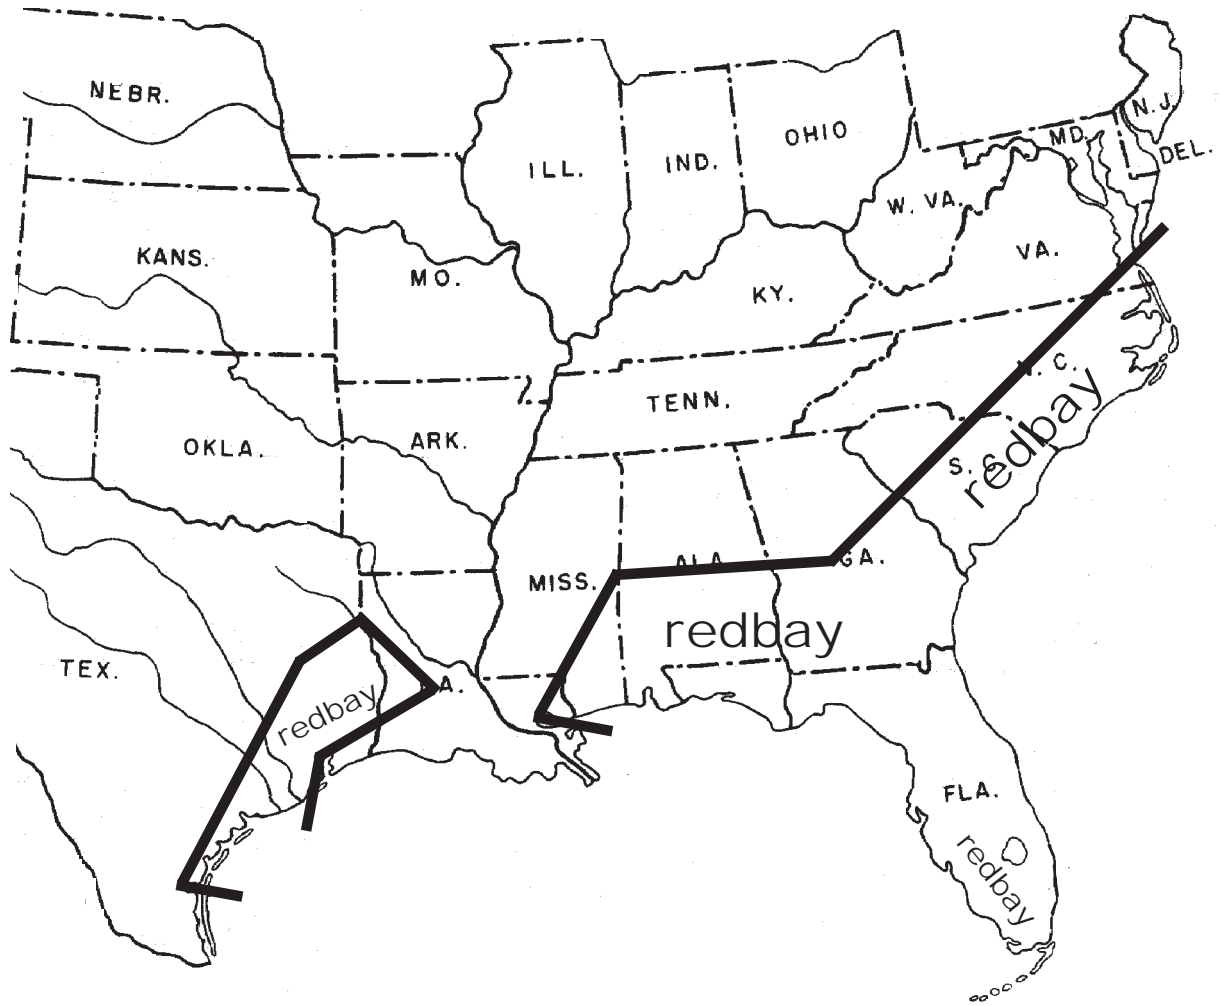 NEBR.
ILL.
IND.
OHIO
N.J.
MD.
DEL.
W. VA.
KANS.
MO.
KY.
VA.
OKLA.
ARK.
TENN.
N. C.
S. C.
redbay
MISS.
ALA.
GA.
redbay
TEX.
LA.
redbay
FLA.
redbay